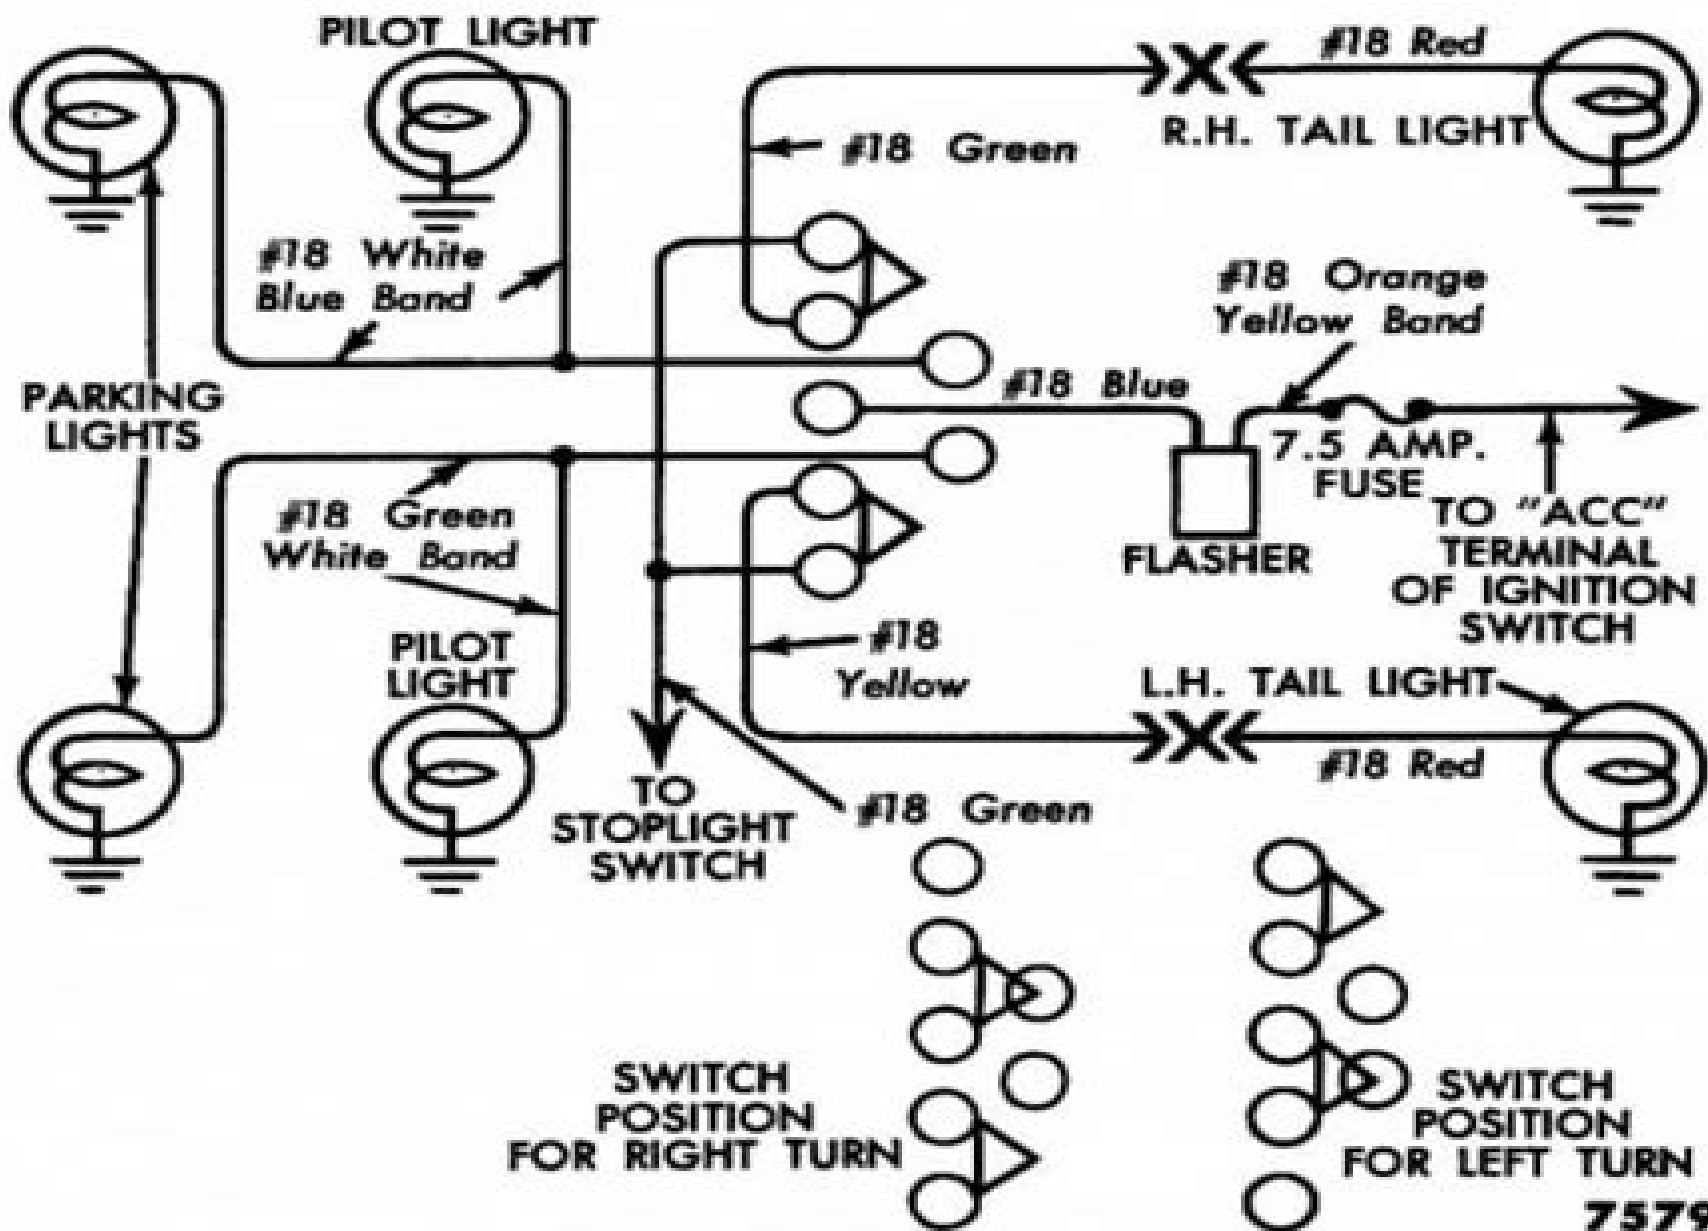 PILOT LIGHT
#18 Red
R.H. TAIL LIGHT
#18 Green
#18 White
Blue Band
#18 Orange
Yellow Band
PARKING
LIGHTS
#18 Blue
7.5 AMP.
FUSE
FLASHER
TO "ACC"
TERMINAL
OF IGNITION
SWITCH
#18 Green
White Band
PILOT
LIGHT
#18
Yellow
L.H. TAIL LIGHT
#18 Red
TO
STOPLIGHT
SWITCH
#18 Green
SWITCH
POSITION
FOR RIGHT TURN
SWITCH
POSITION
FOR LEFT TURN
7579